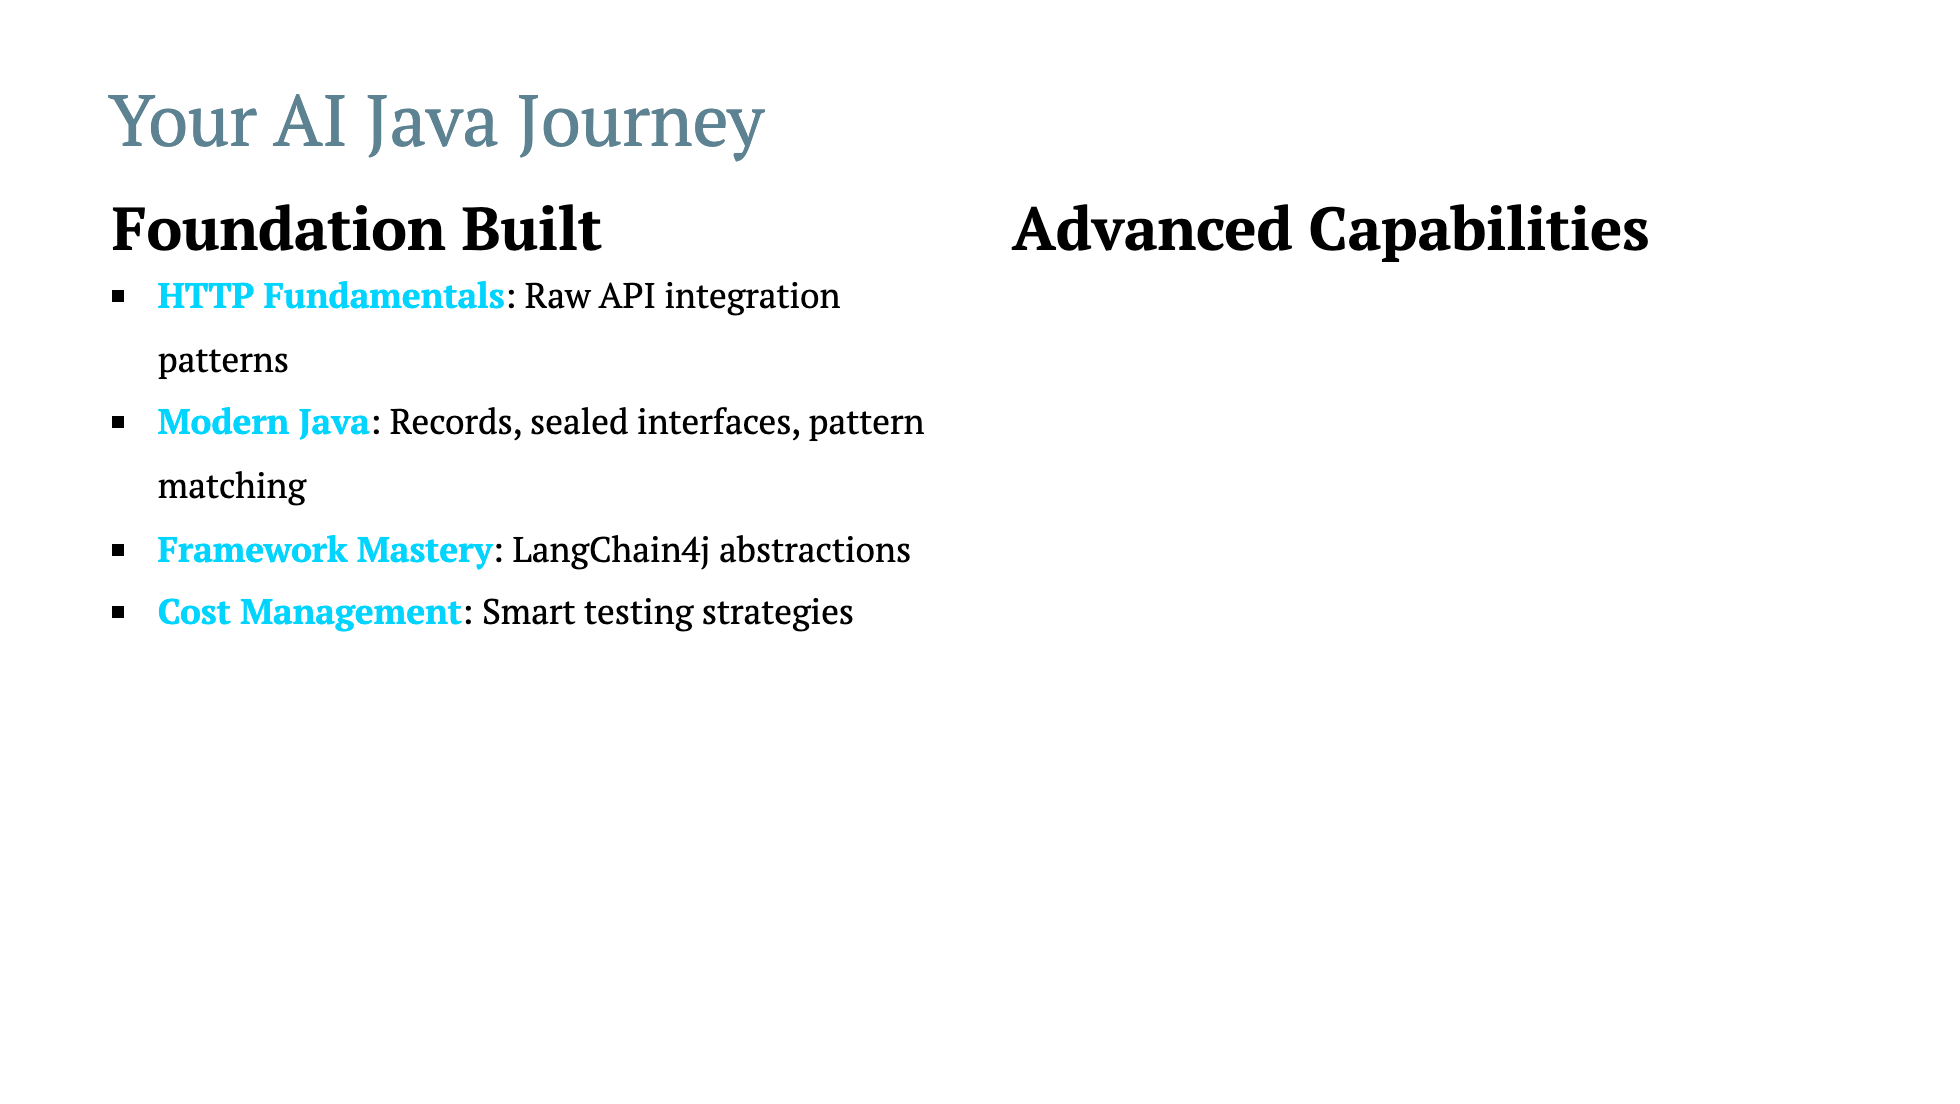 Your AI Java Journey
Foundation Built
▪ HTTP Fundamentals: Raw API integration
patterns
▪ Modern Java: Records, sealed interfaces, pattern
matching
▪ Framework Mastery: LangChain4j abstractions
▪ Cost Management: Smart testing strategies
Advanced Capabilities